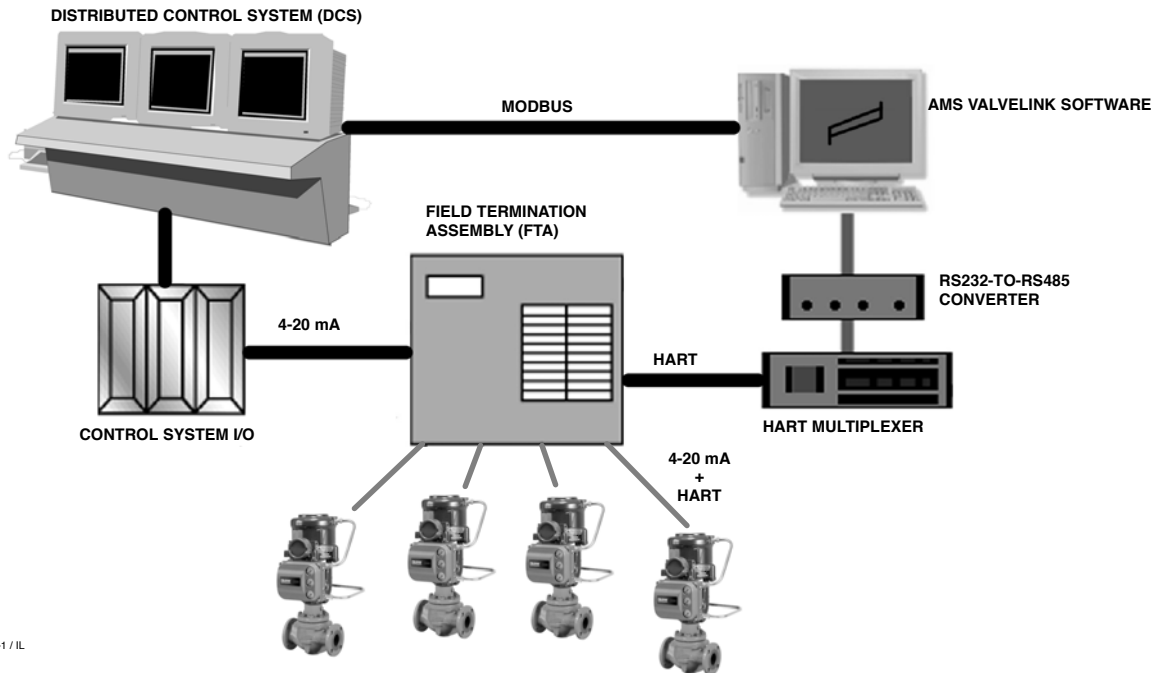 DISTRIBUTED CONTROL SYSTEM (DCS)
MODBUS
AMS VALVELINK SOFTWARE
FIELD TERMINATION
ASSEMBLY (FTA)
RS232-TO-RS485
CONVERTER
4-20 mA
HART
CONTROL SYSTEM I/O
HART MULTIPLEXER
4-20 mA
+
HART
1 / IL